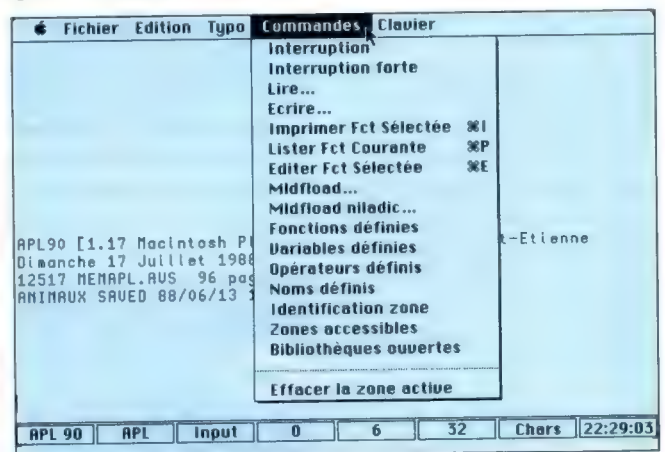 Fichier Edition Typo Commandes Clavier
Interruption
Interruption forte
Lire...
Ecrire...
Imprimer Fct Sélectée ⌘I
Lister Fct Courante ⌘P
Editer Fct Sélectée ⌘E
Midfload...
Midfload niladic...
Fonctions définies
Variables définies
Opérateurs définis
Noms définis
Identification zone
Zones accessibles
Bibliothèques ouvertes
Effacer la zone active
APL90 [1.17 Macintosh Pl t-Etienne
Dimanche 17 Juillet 1988
12517 MEMAPL.AWS 96 pag
ANIMAUX SAVED 88/06/13
APL 90 APL Input 0 6 32 Chars 22:29:03